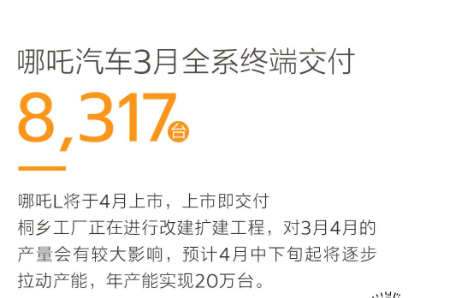 哪吒汽车3月全系终端交付
8,317台
哪吒L将于4月上市，上市即交付
桐乡工厂正在进行改建扩建工程，对3月4月的
产量会有较大影响，预计4月中下旬起将逐步
拉动产能，年产能实现20万台。